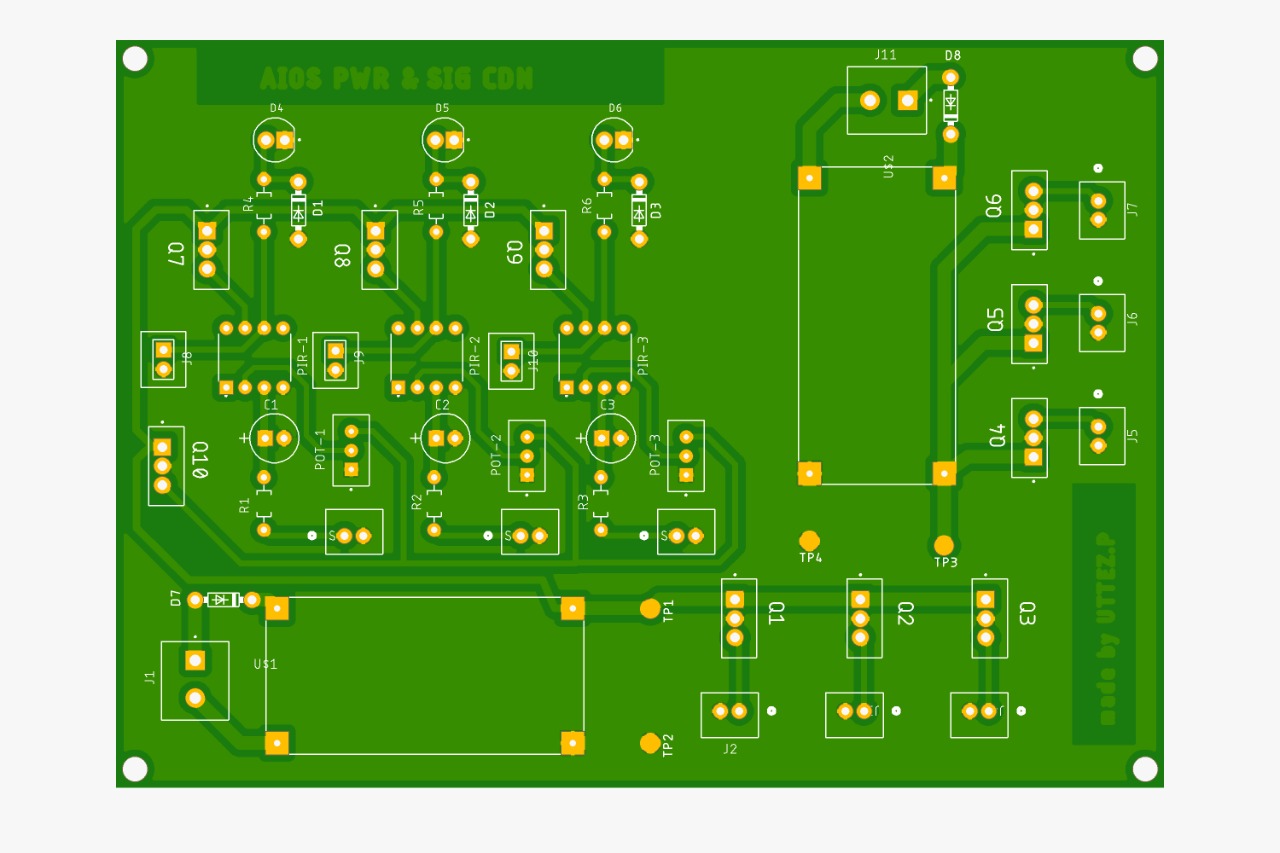 AIOS PWR & SIG CDN
J11
D8
D4
D5
D6
U$2
R4
D1
R5
D2
R6
D3
Q6
J7
Q7
Q8
Q9
Q5
J6
J8
PIR-1
J9
PIR-2
J10
PIR-3
C1
C2
C3
Q4
J5
Q10
POT-1
POT-2
POT-3
R1
R2
R3
S
S
S
TP4
TP3
made by UTTEZ.P
D7
TP1
Q1
Q2
Q3
J1
U$1
J2
TP2